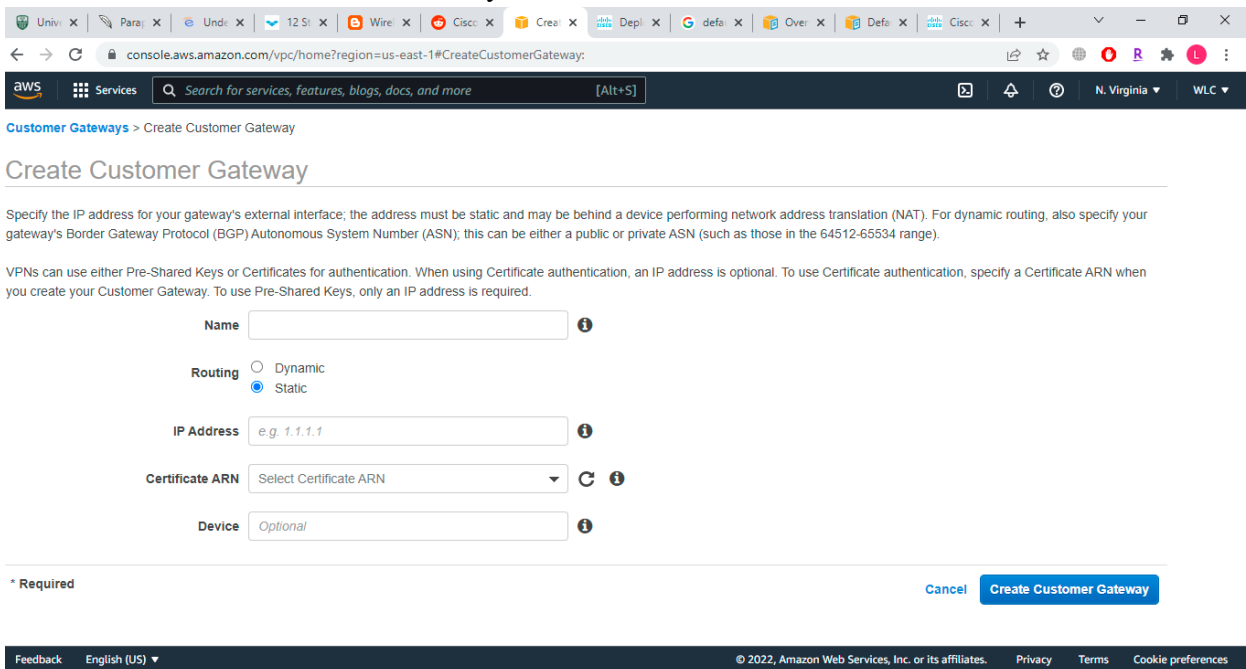 Univ
Para
Unde
12 St
Wirel
Cisco
Creat
Depl
defa
Over
Defa
Cisco
console.aws.amazon.com/vpc/home?region=us-east-1#CreateCustomerGateway:
R
L
aws
Services
Search for services, features, blogs, docs, and more
[Alt+S]
N. Virginia ▼
WLC ▼
Customer Gateways > Create Customer Gateway
Create Customer Gateway
Specify the IP address for your gateway's external interface; the address must be static and may be behind a device performing network address translation (NAT). For dynamic routing, also specify your
gateway's Border Gateway Protocol (BGP) Autonomous System Number (ASN); this can be either a public or private ASN (such as those in the 64512-65534 range).
VPNs can use either Pre-Shared Keys or Certificates for authentication. When using Certificate authentication, an IP address is optional. To use Certificate authentication, specify a Certificate ARN when
you create your Customer Gateway. To use Pre-Shared Keys, only an IP address is required.
Name
Routing
Dynamic
Static
IP Address
e.g. 1.1.1.1
Certificate ARN
Select Certificate ARN
Device
Optional
* Required
Cancel
Create Customer Gateway
Feedback
English (US) ▼
© 2022, Amazon Web Services, Inc. or its affiliates.
Privacy
Terms
Cookie preferences